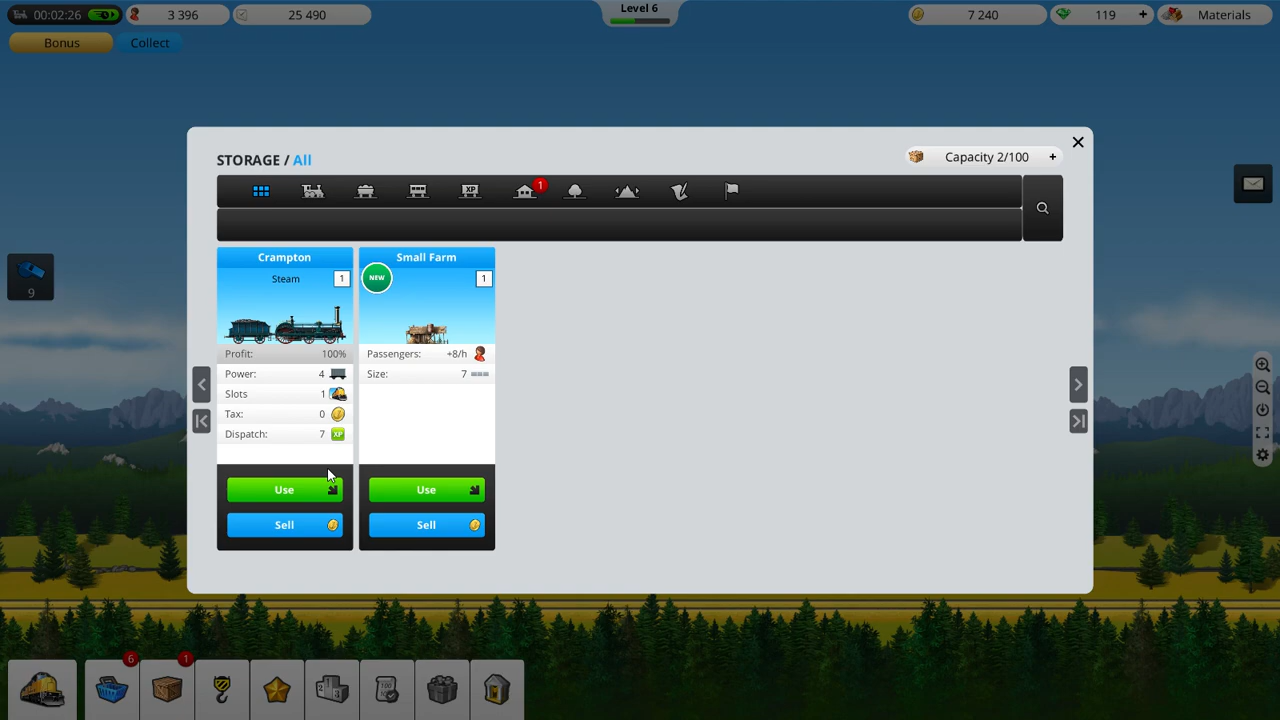 00:02:26
3 396
25 490
Level 6
7 240
119 +
Materials
Bonus
Collect
STORAGE / All
Capacity 2/100 +
XP
1
Crampton
Steam
1
Profit: 100%
Power: 4
Slots 1
Tax: 0
Dispatch: 7 XP
Use
Sell
Small Farm
NEW
1
Passengers: +8/h
Size: 7
Use
Sell
9
6
1